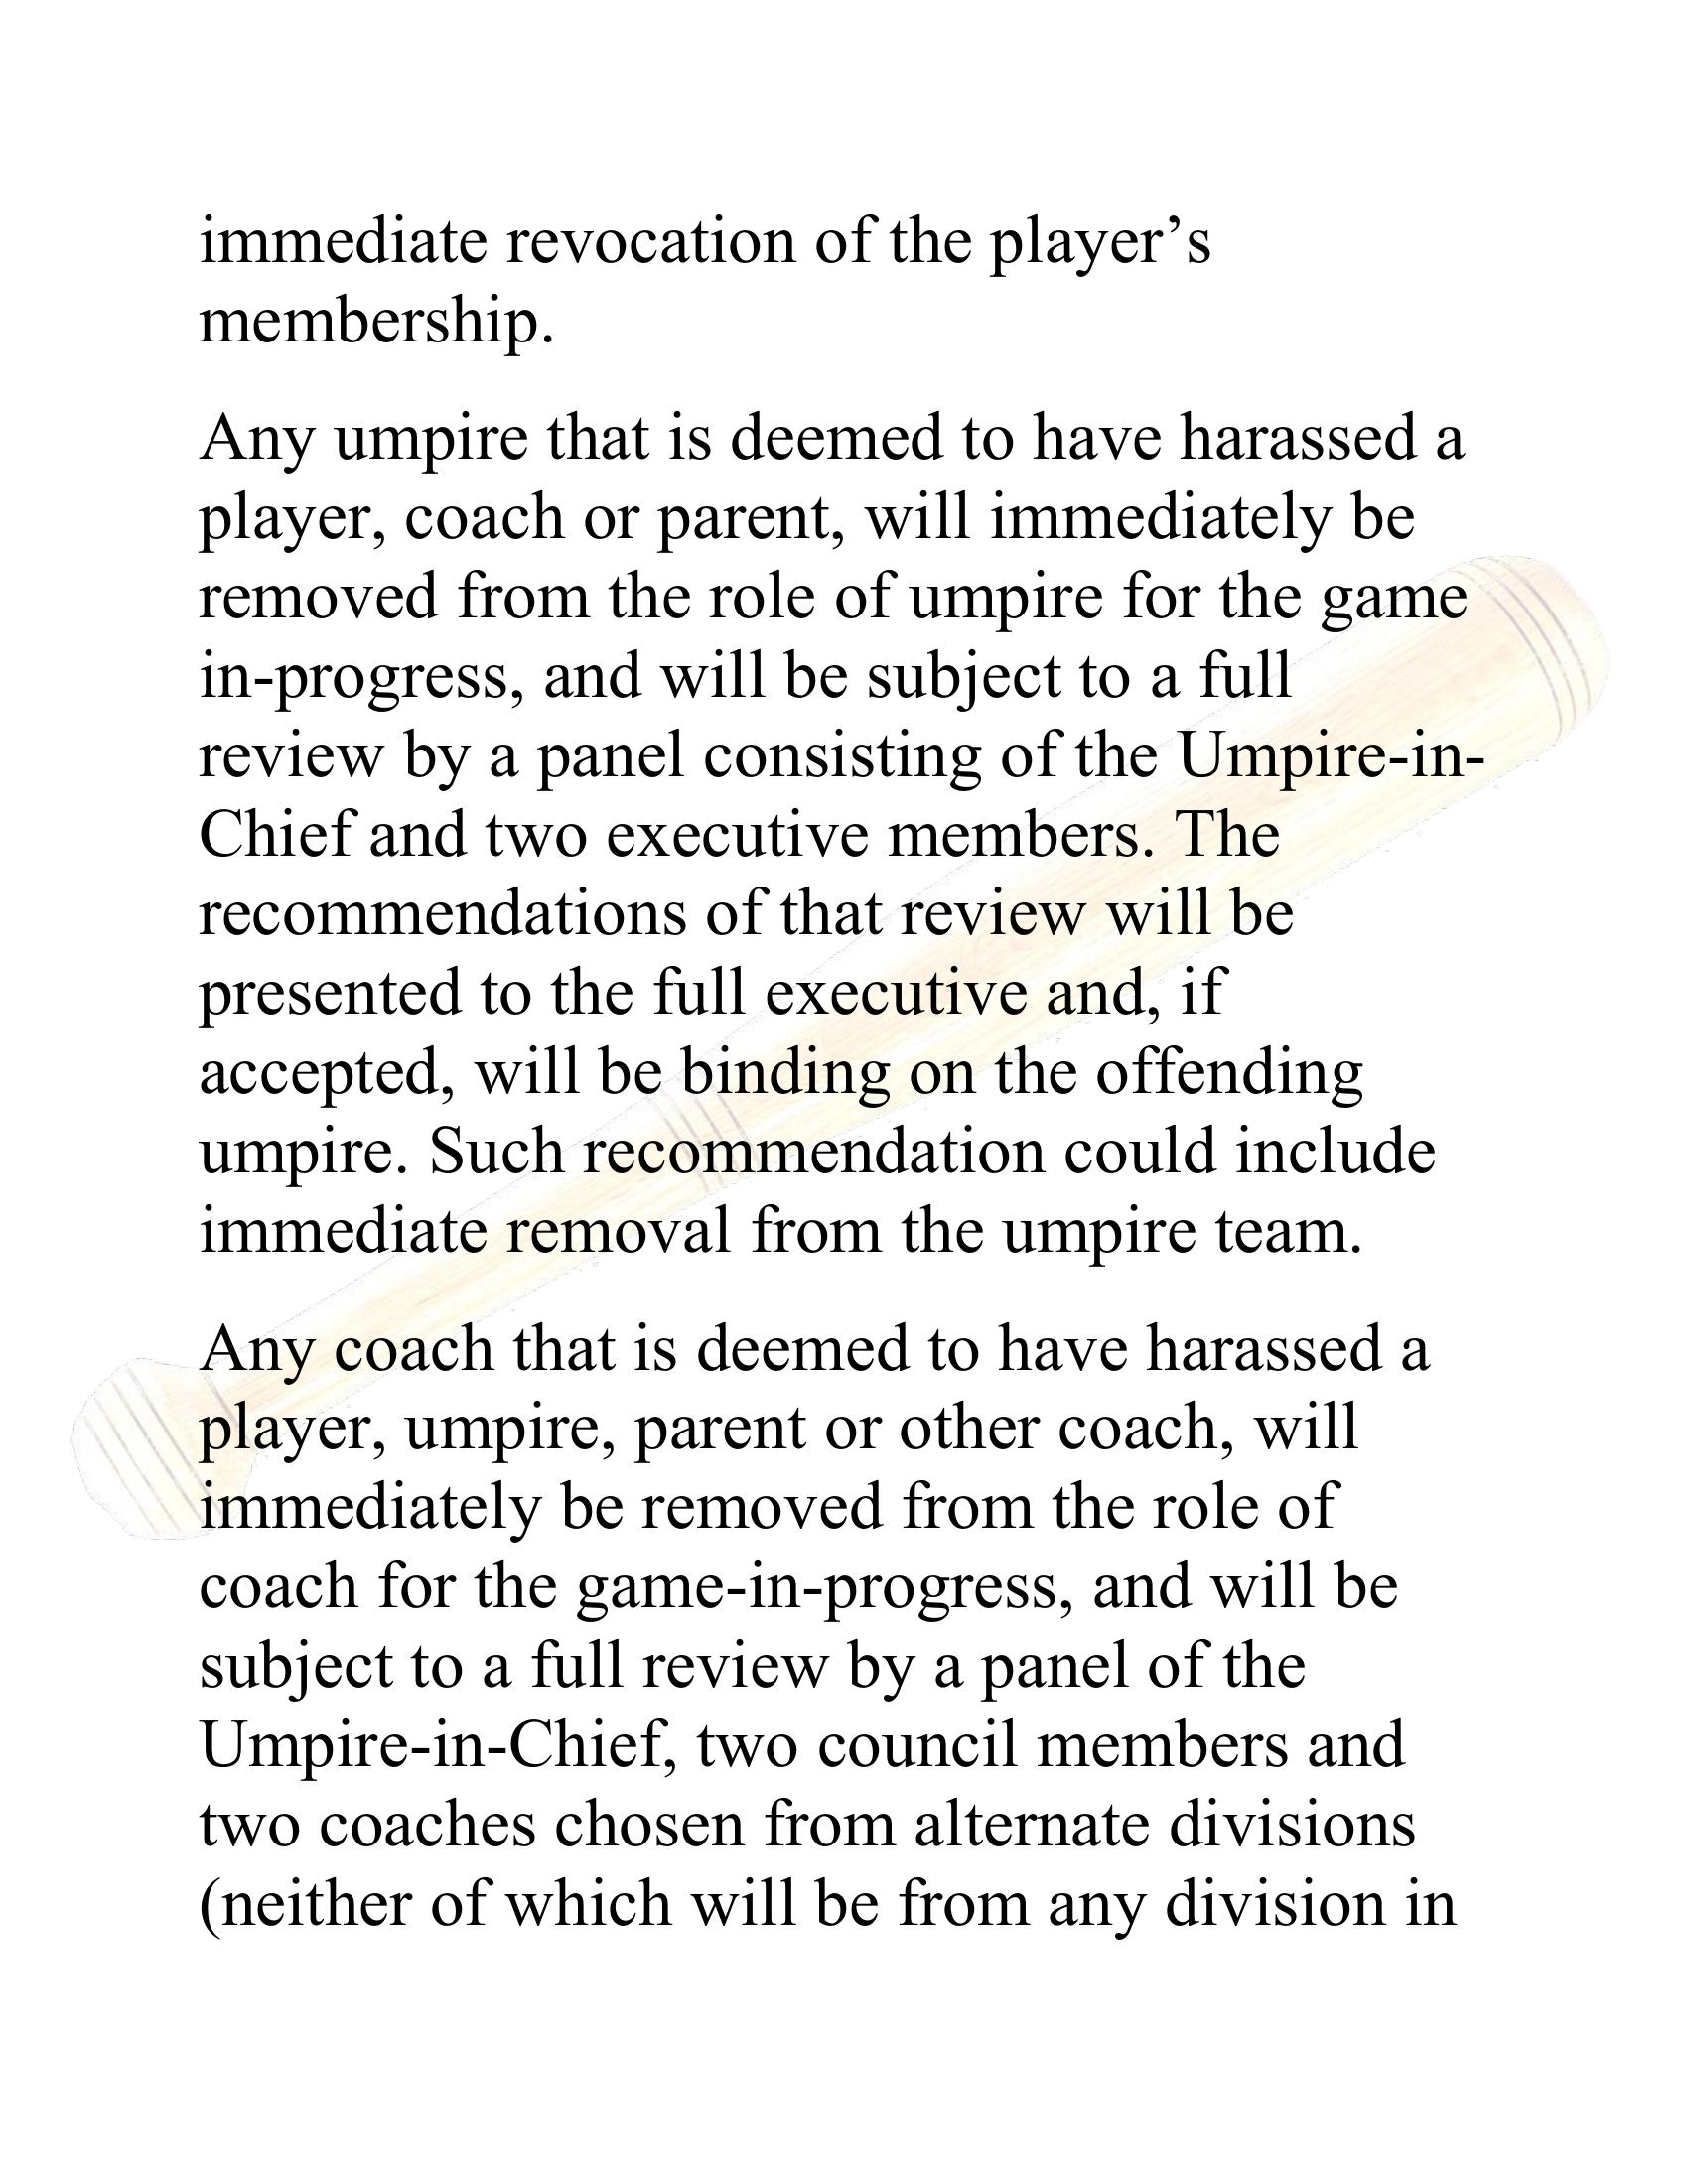 immediate revocation of the player’s
membership.
Any umpire that is deemed to have harassed a
player, coach or parent, will immediately be
removed from the role of umpire for the game
in-progress, and will be subject to a full
review by a panel consisting of the Umpire-in-
Chief and two executive members. The
recommendations of that review will be
presented to the full executive and, if
accepted, will be binding on the offending
umpire. Such recommendation could include
immediate removal from the umpire team.
Any coach that is deemed to have harassed a
player, umpire, parent or other coach, will
immediately be removed from the role of
coach for the game-in-progress, and will be
subject to a full review by a panel of the
Umpire-in-Chief, two council members and
two coaches chosen from alternate divisions
(neither of which will be from any division in